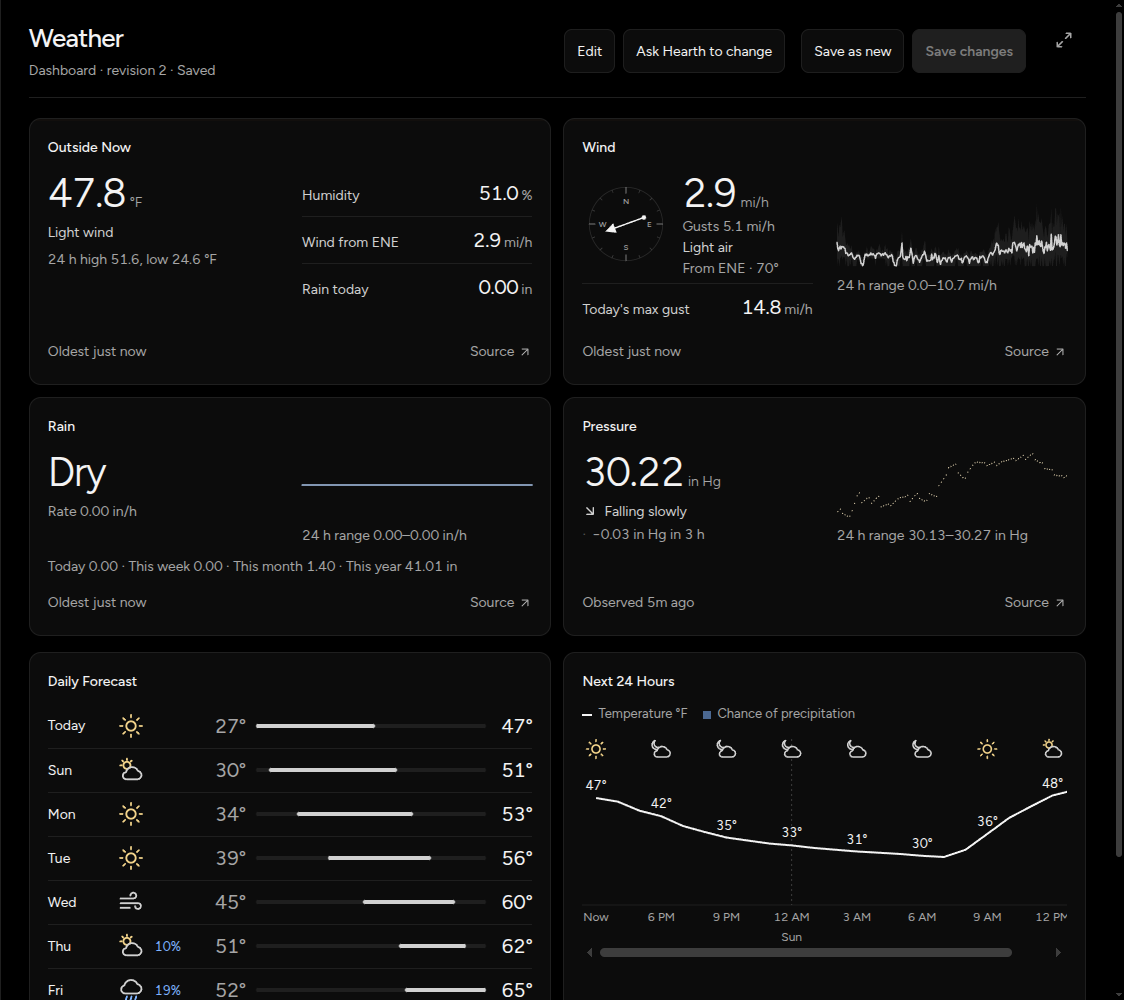 Weather
Dashboard · revision 2 · Saved
Edit
Ask Hearth to change
Save as new
Save changes
Outside Now
47.8 °F
Light wind
24 h high 51.6, low 24.6 °F
Humidity 51.0 %
Wind from ENE 2.9 mi/h
Rain today 0.00 in
Oldest just now
Source
Wind
N
W E
S
2.9 mi/h
Gusts 5.1 mi/h
Light air
From ENE · 70°
Today's max gust 14.8 mi/h
24 h range 0.0–10.7 mi/h
Oldest just now
Source
Rain
Dry
Rate 0.00 in/h
24 h range 0.00–0.00 in/h
Today 0.00 · This week 0.00 · This month 1.40 · This year 41.01 in
Oldest just now
Source
Pressure
30.22 in Hg
Falling slowly
· −0.03 in Hg in 3 h
24 h range 30.13–30.27 in Hg
Observed 5m ago
Source
Daily Forecast
Today 27° 47°
Sun 30° 51°
Mon 34° 53°
Tue 39° 56°
Wed 45° 60°
Thu 10% 51° 62°
Fri 19% 52° 65°
Next 24 Hours
Temperature °F
Chance of precipitation
47° 42° 35° 33° 31° 30° 36° 48°
Now 6 PM 9 PM 12 AM 3 AM 6 AM 9 AM 12 PM
Sun